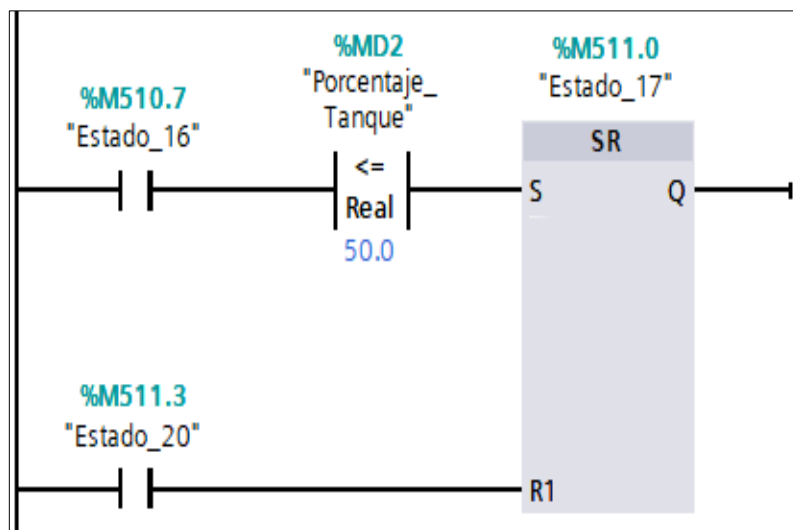 %MD2
"Porcentaje_
Tanque"
%M511.0
"Estado_17"
%M510.7
"Estado_16"
<=
Real
50.0
SR
S
Q
%M511.3
"Estado_20"
R1